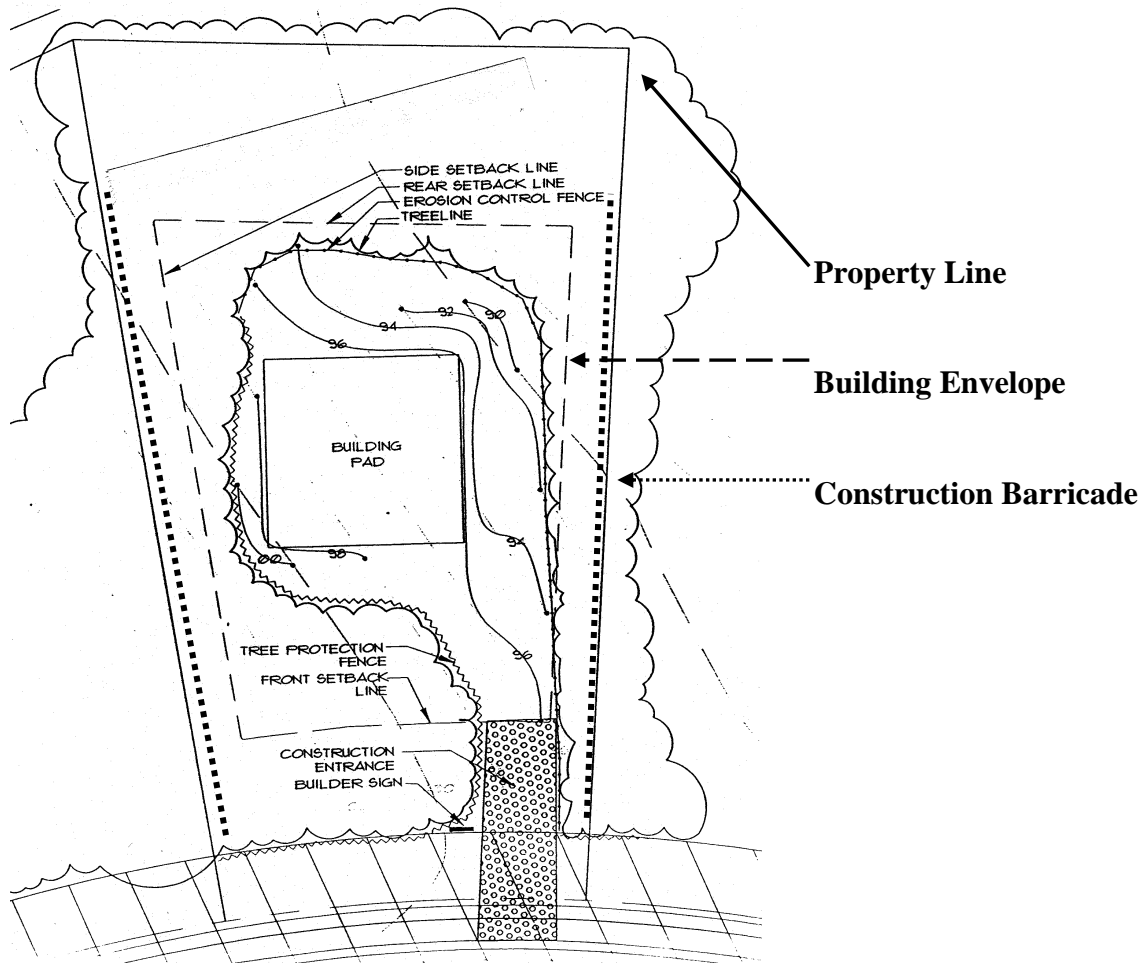 SIDE SETBACK LINE
REAR SETBACK LINE
EROSION CONTROL FENCE
TREELINE
Property Line
90
92
94
96
Building Envelope
BUILDING
PAD
Construction Barricade
94
98
00
96
TREE PROTECTION
FENCE
FRONT SETBACK
LINE
CONSTRUCTION
ENTRANCE
BUILDER SIGN